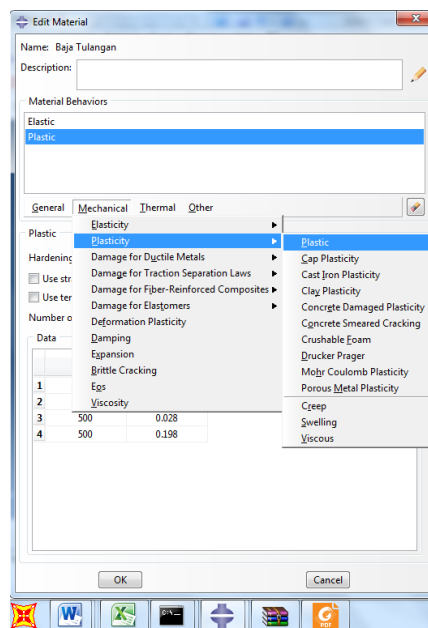 Edit Material
Name: Baja Tulangan
Description:
Material Behaviors
Elastic
Plastic
General Mechanical Thermal Other
Elasticity
Plasticity
Damage for Ductile Metals
Damage for Traction Separation Laws
Damage for Fiber-Reinforced Composites
Damage for Elastomers
Deformation Plasticity
Damping
Expansion
Brittle Cracking
Eos
Viscosity
Plastic
Cap Plasticity
Cast Iron Plasticity
Clay Plasticity
Concrete Damaged Plasticity
Concrete Smeared Cracking
Crushable Foam
Drucker Prager
Mohr Coulomb Plasticity
Porous Metal Plasticity
Creep
Swelling
Viscous
Plastic
Hardening
Use str
Use ter
Number o
Data
1
2
3 500 0.028
4 500 0.198
OK Cancel
PDF